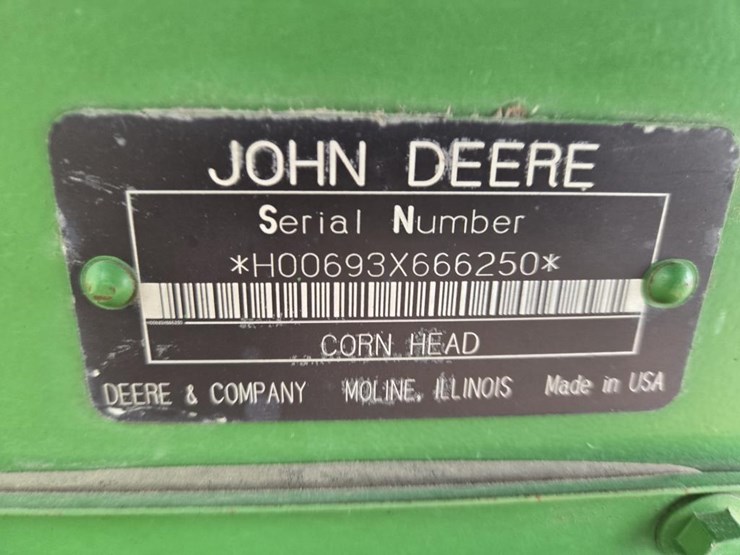 JOHN DEERE
Serial Number
*H00693X666250*
CORN HEAD
DEERE & COMPANY MOLINE, ILLINOIS Made in USA